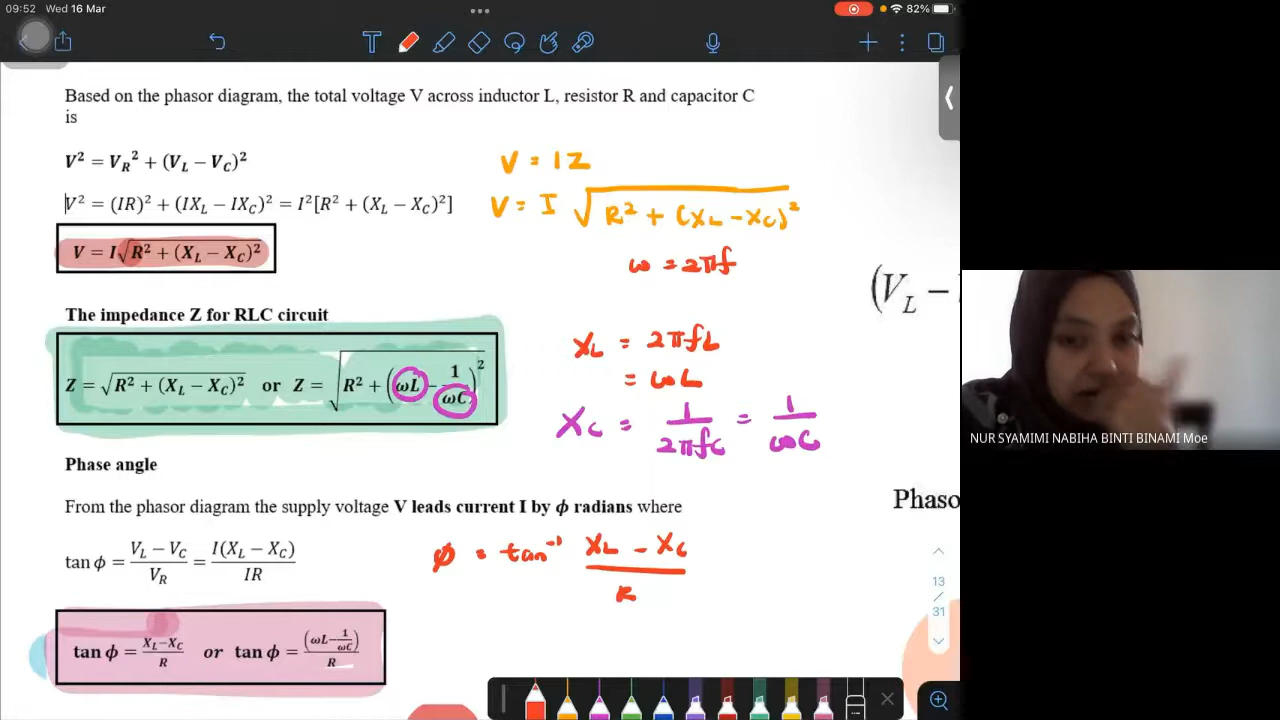 09:52 Wed 16 Mar
82%
Based on the phasor diagram, the total voltage V across inductor L, resistor R and capacitor C
is
V² = V_R² + (V_L − V_C)²
V = IZ
V² = (IR)² + (IX_L − IX_C)² = I²[R² + (X_L − X_C)²]
V = I √(R² + (X_L − X_C)²)
V = I√(R² + (X_L − X_C)²)
ω = 2πf
(V_L −
The impedance Z for RLC circuit
X_L = 2πfL
= ωL
Z = √(R² + (X_L − X_C)²) or Z = √(R² + (ωL − 1/ωC)²)
X_C = 1/2πfC = 1/ωC
NUR SYAMIMI NABIHA BINTI BINAMI Moe
Phase angle
Phaso
From the phasor diagram the supply voltage V leads current I by ϕ radians where
tan ϕ = (V_L − V_C)/V_R = I(X_L − X_C)/IR
ϕ = tan⁻¹ (X_L − X_C)/R
13
/
31
tan ϕ = (X_L−X_C)/R or tan ϕ = (ωL−1/ωC)/R